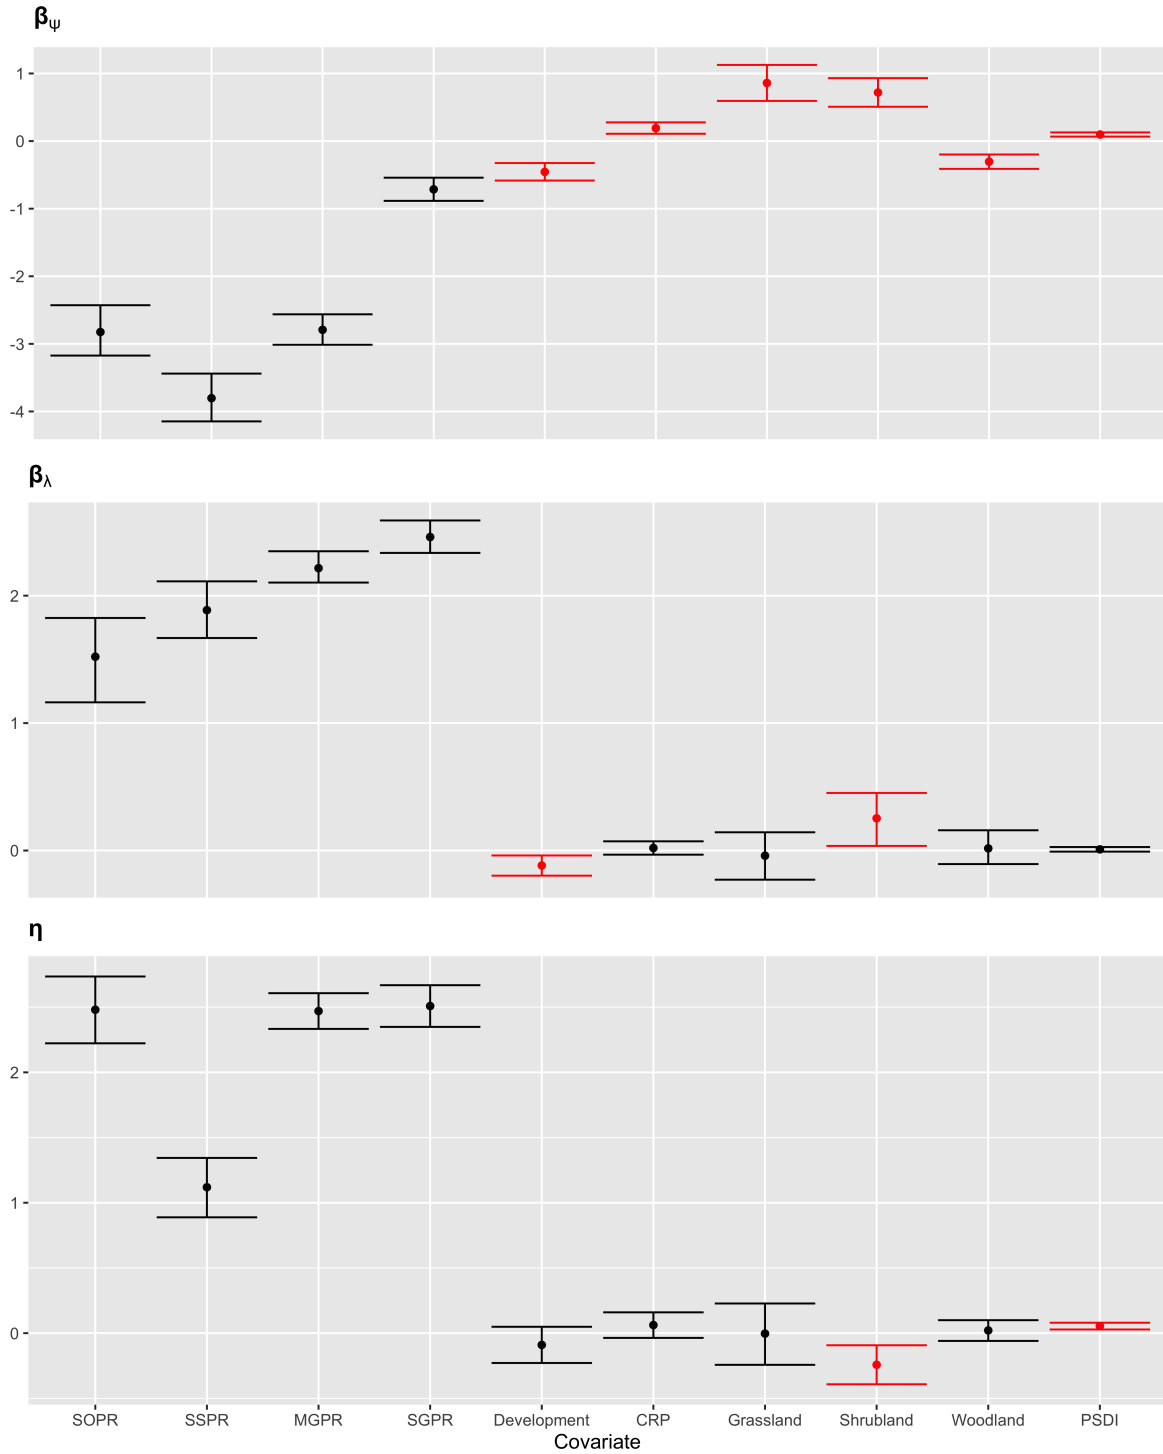 βψ
1
0
-1
-2
-3
-4
βλ
2
1
0
η
2
1
0
SOPR SSPR MGPR SGPR Development CRP Grassland Shrubland Woodland PSDI
Covariate